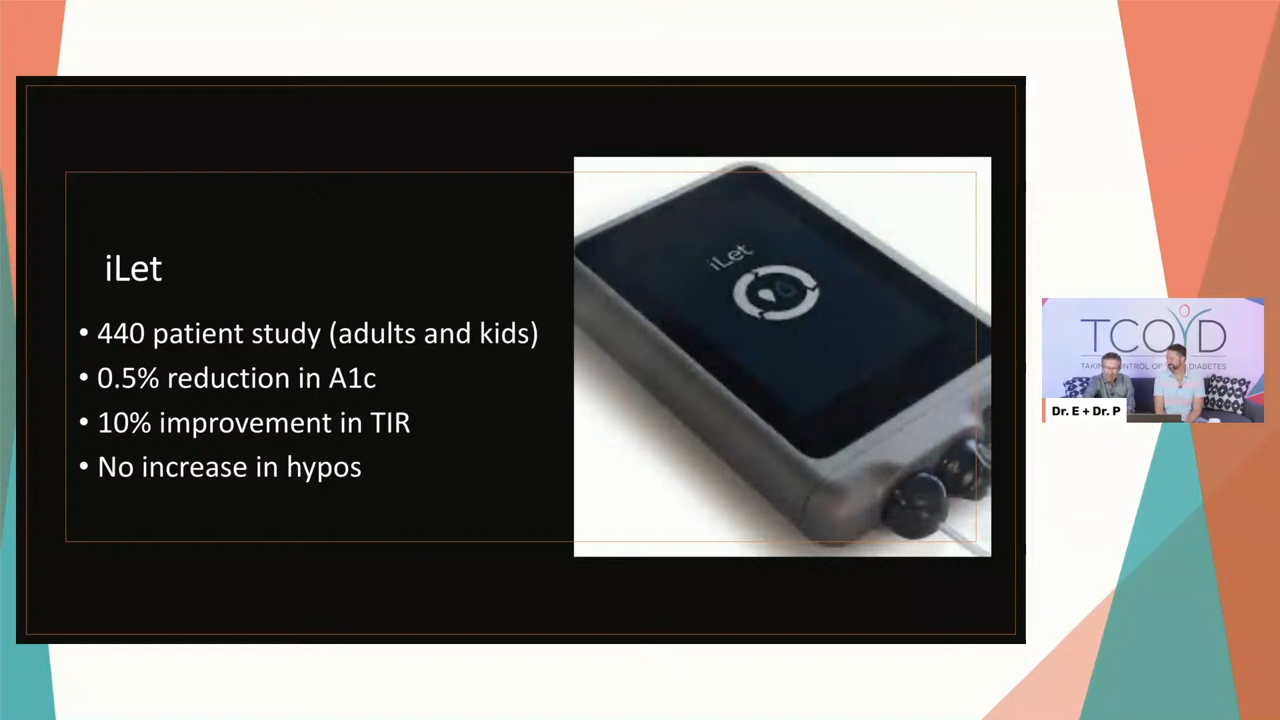 iLet
• 440 patient study (adults and kids)
• 0.5% reduction in A1c
• 10% improvement in TIR
• No increase in hypos
iLet
TCOYD
TAKING CONTROL OF DIABETES
Dr. E + Dr. P